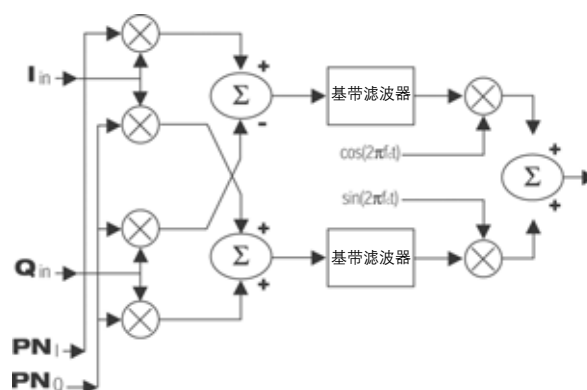 I in
+
Σ
-
基带滤波器
cos(2πfct)
+
Σ
+
sin(2πfct)
+
Σ
+
基带滤波器
Q in
PN I
PN Q